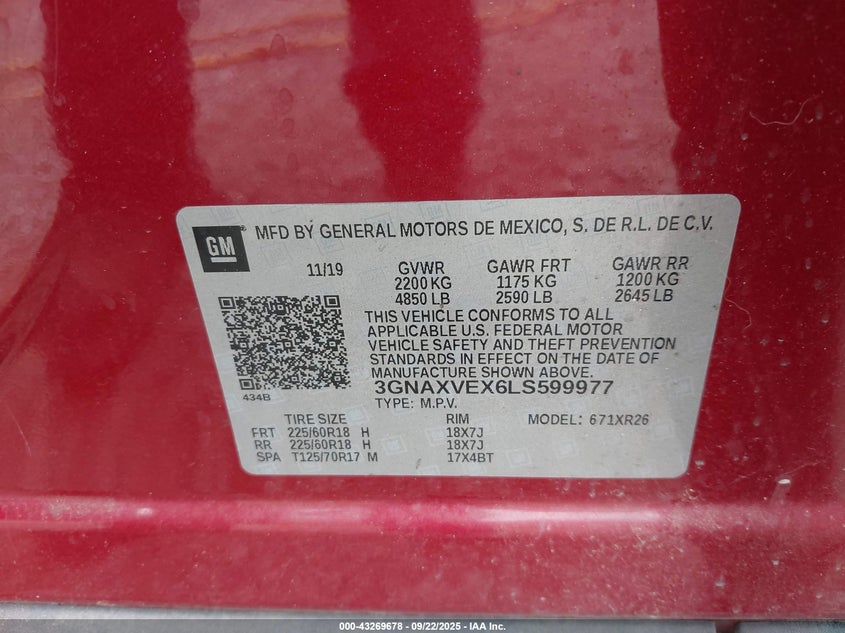 GM
MFD BY GENERAL MOTORS DE MEXICO, S. DE R.L. DE C.V.
11/19 GVWR GAWR FRT GAWR RR
2200 KG 1175 KG 1200 KG
4850 LB 2590 LB 2645 LB
THIS VEHICLE CONFORMS TO ALL
APPLICABLE U.S. FEDERAL MOTOR
VEHICLE SAFETY AND THEFT PREVENTION
STANDARDS IN EFFECT ON THE DATE OF
MANUFACTURE SHOWN ABOVE.
434B
3GNAXVEX6LS599977
TYPE: M.P.V.
TIRE SIZE RIM MODEL: 671XR26
FRT 225/60R18 H 18X7J
RR 225/60R18 H 18X7J
SPA T125/70R17 M 17X4BT
000-43269678 - 09/22/2025 - IAA Inc.